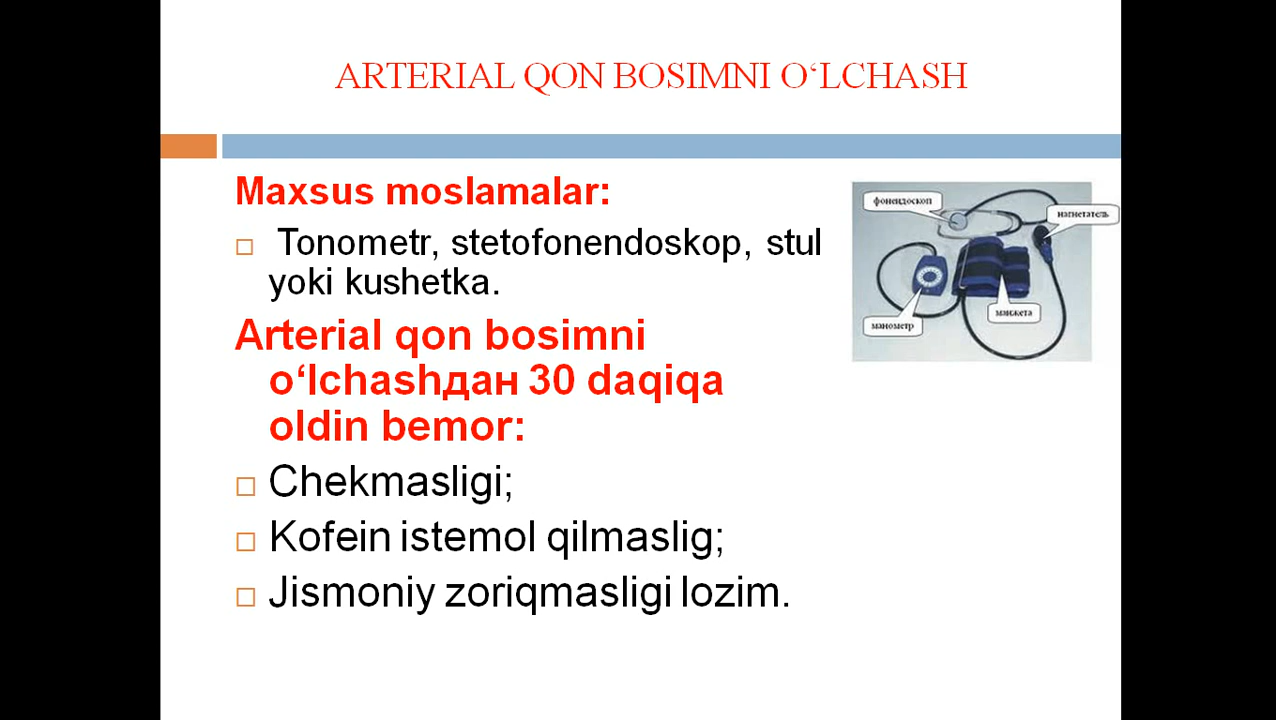 ARTERIAL QON BOSIMNI O‘LCHASH
Maxsus moslamalar:
Tonometr, stetofonendoskop, stul
yoki kushetka.
Arterial qon bosimni
o‘lchashдан 30 daqiqa
oldin bemor:
Chekmasligi;
Kofein istemol qilmaslig;
Jismoniy zoriqmasligi lozim.
фонендоскоп
нагнетатель
манометр
манжета